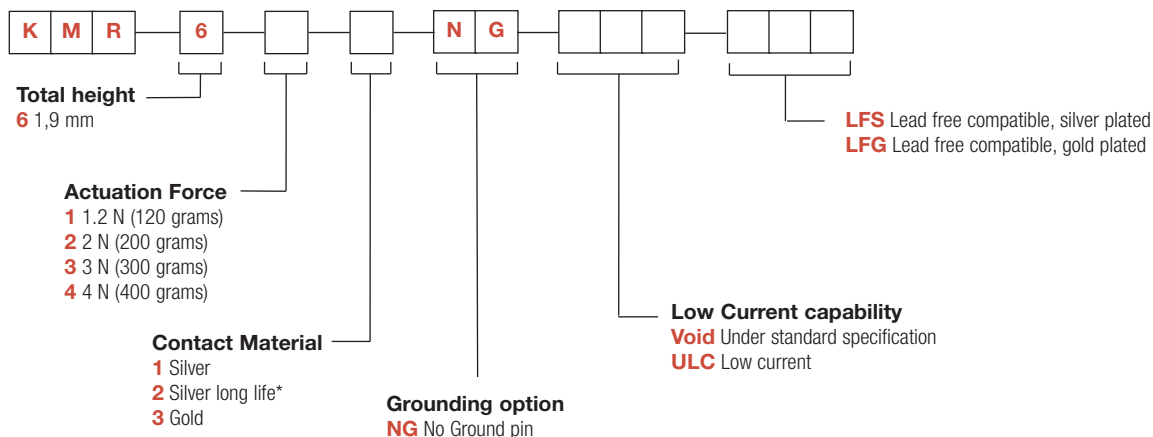 K M R 6 N G
Total height
6 1,9 mm
LFS Lead free compatible, silver plated
LFG Lead free compatible, gold plated
Actuation Force
1 1.2 N (120 grams)
2 2 N (200 grams)
3 3 N (300 grams)
4 4 N (400 grams)
Low Current capability
Void Under standard specification
ULC Low current
Contact Material
1 Silver
2 Silver long life*
3 Gold
Grounding option
NG No Ground pin